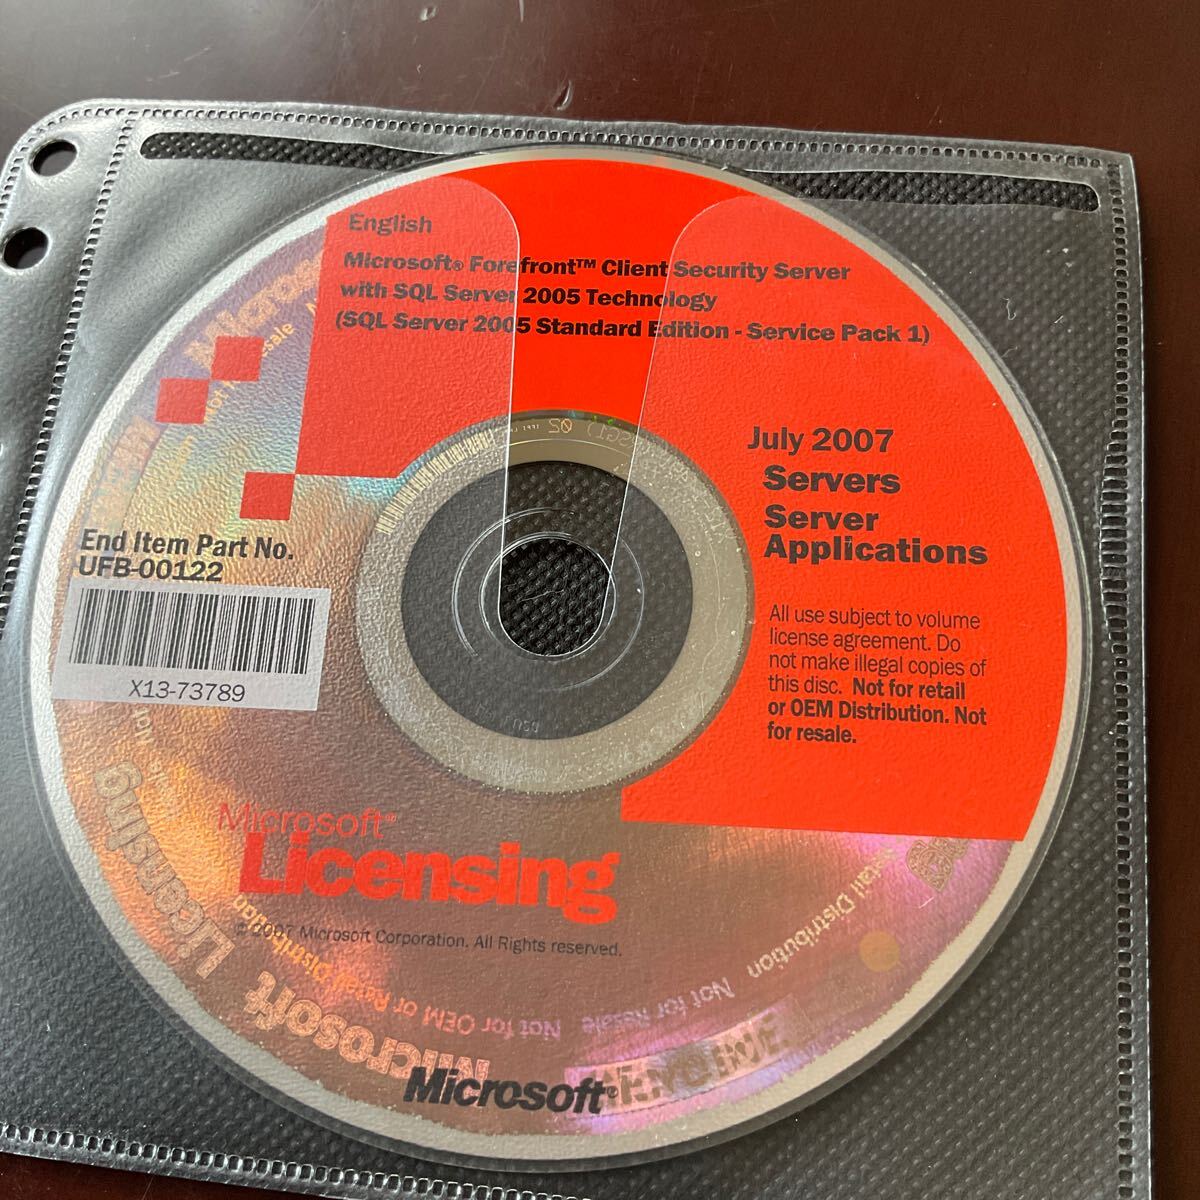 English
Microsoft® Forefront™ Client Security Server
with SQL Server 2005 Technology
(SQL Server 2005 Standard Edition - Service Pack 1)
July 2007
Servers
Server
Applications
End Item Part No.
UFB-00122
X13-73789
All use subject to volume
license agreement. Do
not make illegal copies of
this disc. Not for retail
or OEM Distribution. Not
for resale.
Microsoft®
Licensing
© 2007 Microsoft Corporation. All Rights reserved.
Microsoft Licensing
Not for Resale Not for OEM or Retail Distribution
Microsoft®